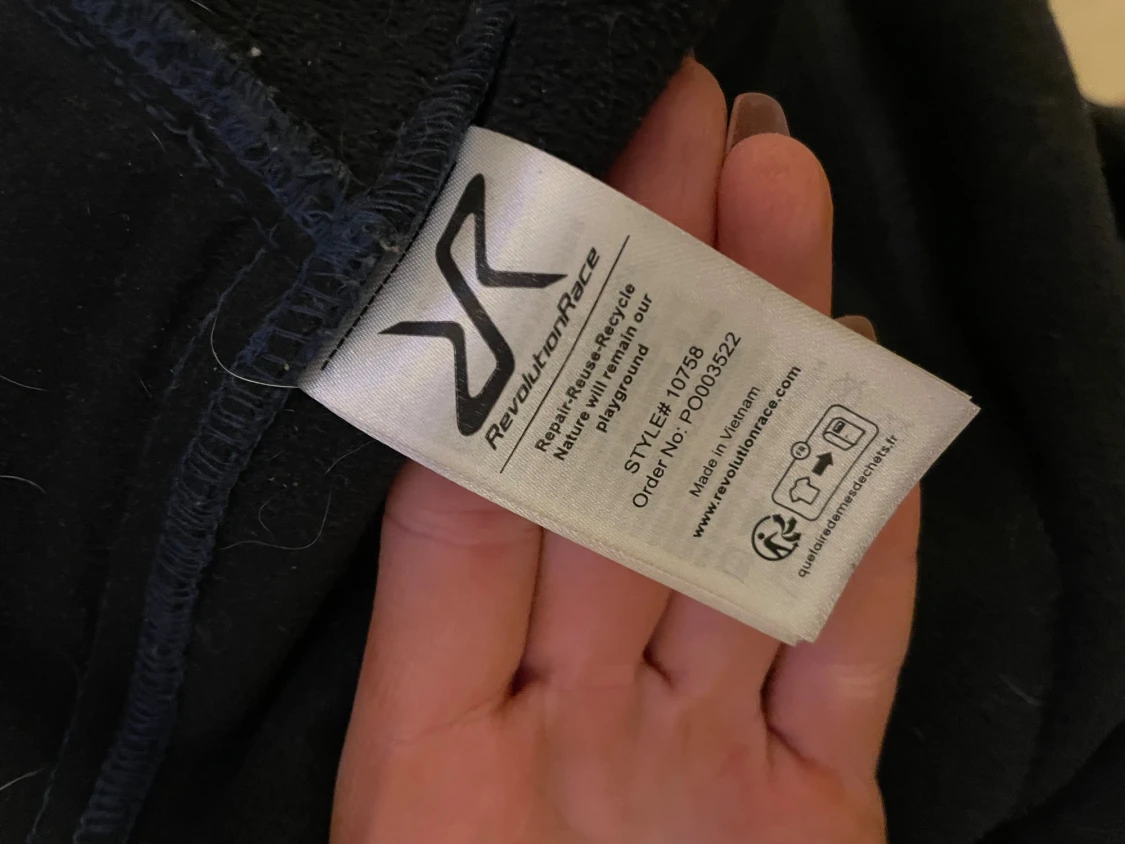 RevolutionRace
Repair-Reuse-Recycle
Nature will remain our
playground
STYLE# 10758
Order No: PO003522
Made in Vietnam
www.revolutionrace.com
FR
quefairedemesdechets.fr